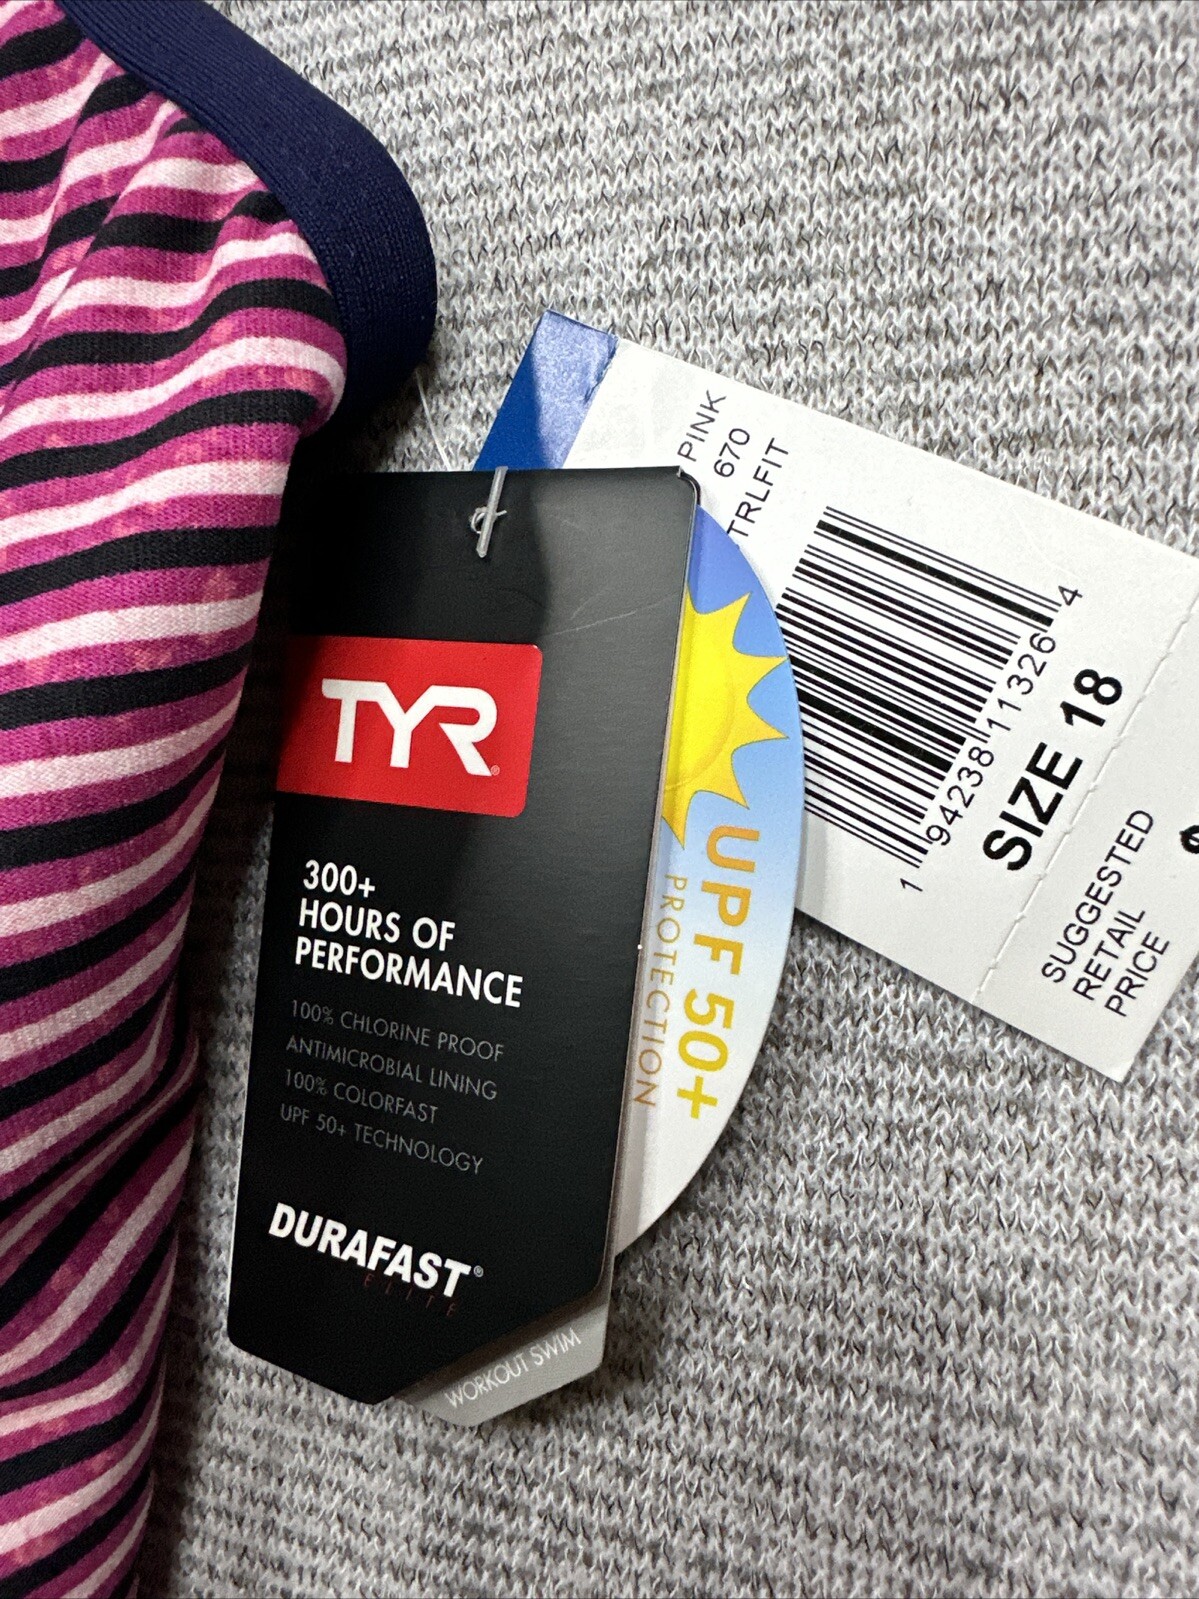 TYR®
300+
HOURS OF
PERFORMANCE
100% CHLORINE PROOF
ANTIMICROBIAL LINING
100% COLORFAST
UPF 50+ TECHNOLOGY
DURAFAST®
ELITE
WORKOUT SWIM
UPF 50+
PROTECTION
PINK
670
TRLFIT
1 94238 11326 4
SIZE 18
SUGGESTED
RETAIL
PRICE